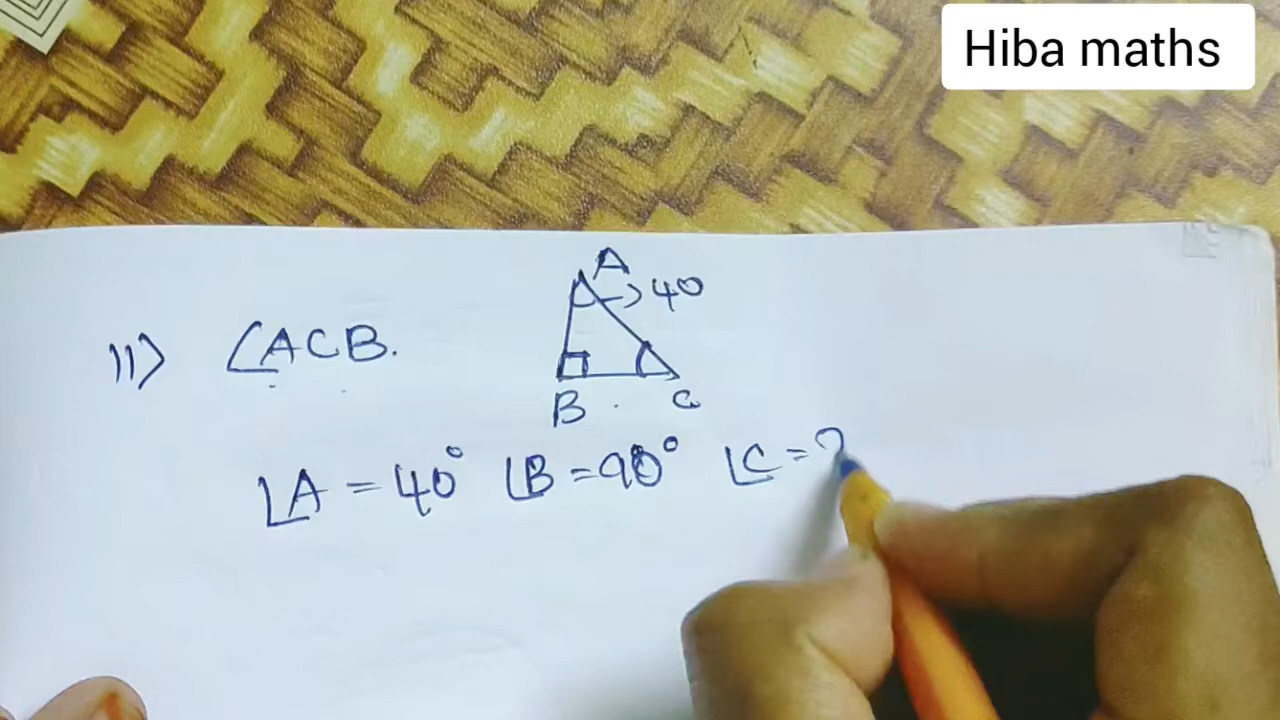 Hiba maths
A
40
11) ∠ACB.
B C
∠A = 40° ∠B = 90° ∠C = ?